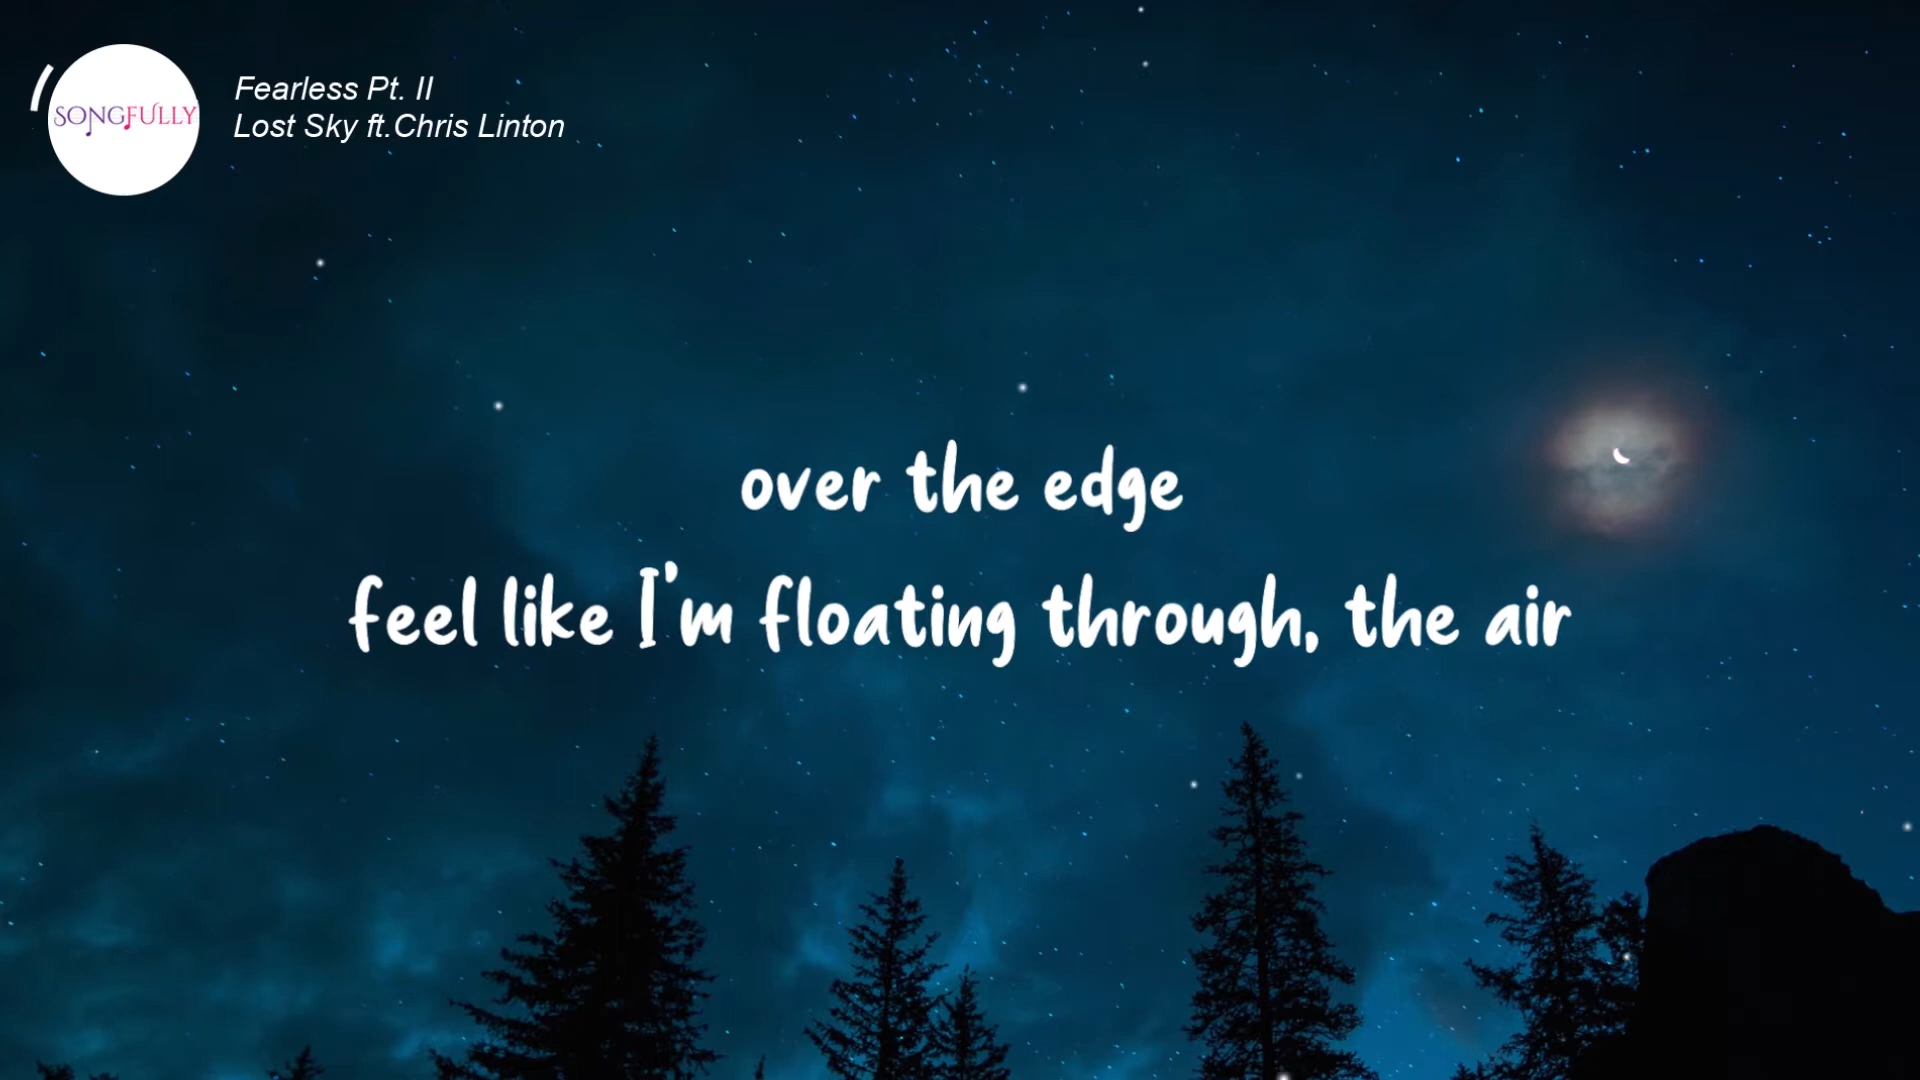 SONGFULLY
Fearless Pt. II
Lost Sky ft.Chris Linton
over the edge
feel like I'm floating through, the air